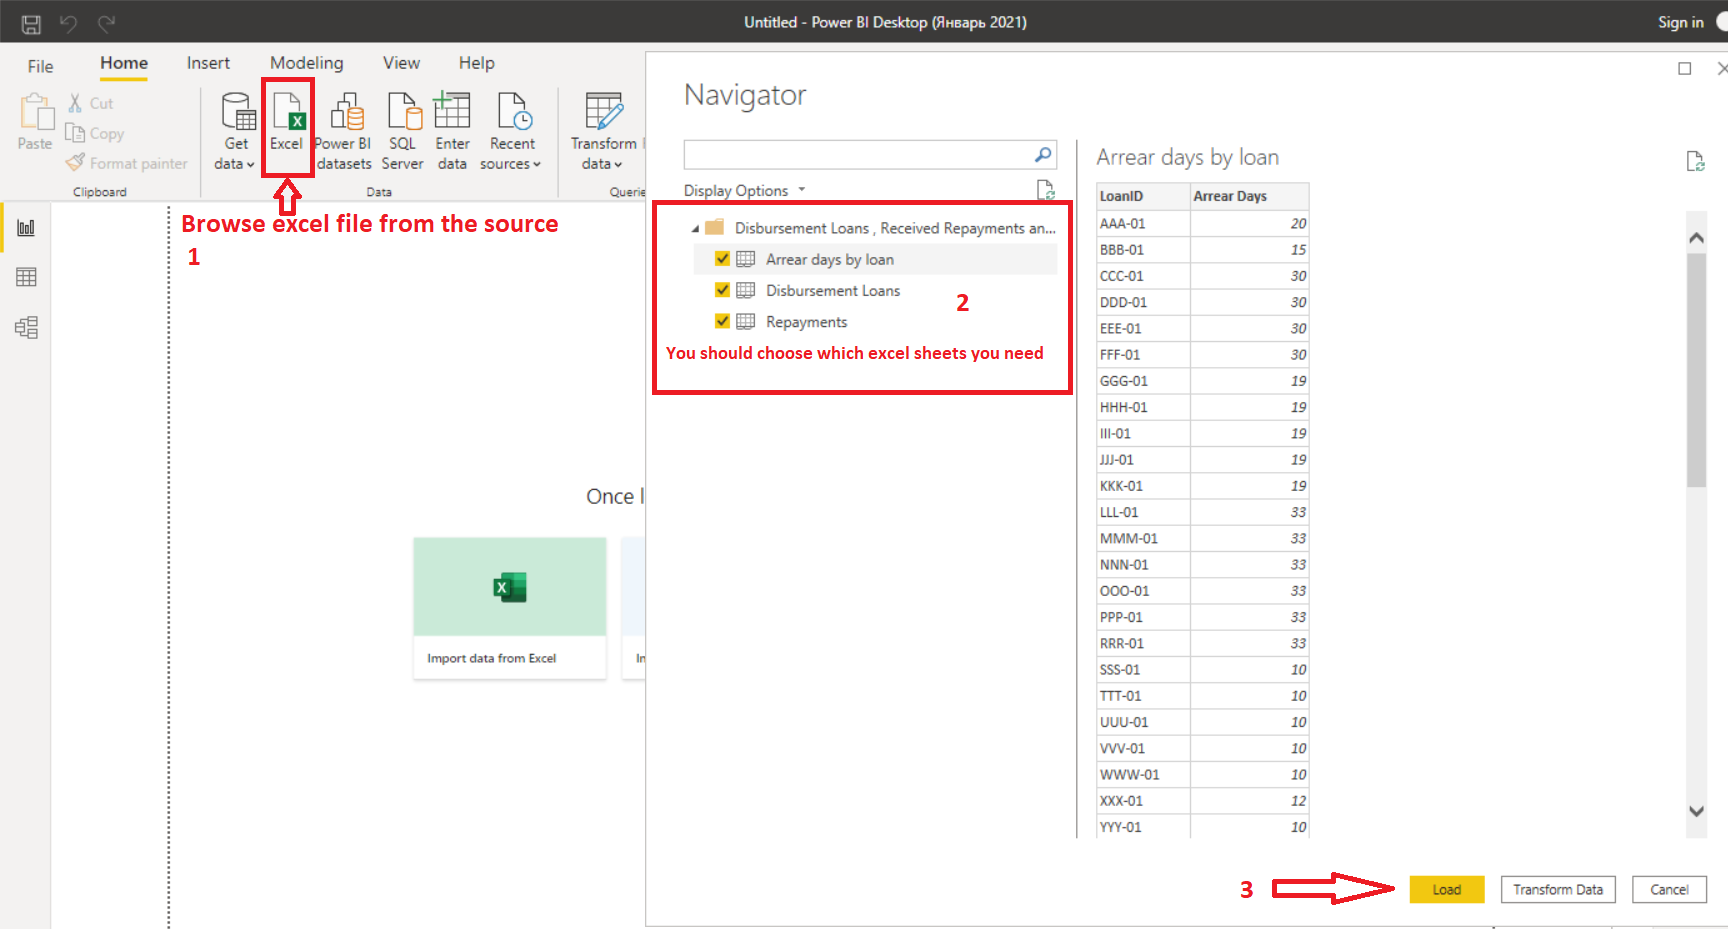 Untitled - Power BI Desktop (Январь 2021)
Sign in
File
Home
Insert
Modeling
View
Help
Paste
Cut
Copy
Format painter
Clipboard
Get data
Excel
Power BI datasets
SQL Server
Enter data
Recent sources
Data
Transform data
Browse excel file from the source
1
Once
Import data from Excel
Navigator
Display Options
Disbursement Loans , Received Repayments an...
Arrear days by loan
Disbursement Loans
Repayments
2
You should choose which excel sheets you need
Arrear days by loan
LoanID Arrear Days
AAA-01 20
BBB-01 15
CCC-01 30
DDD-01 30
EEE-01 30
FFF-01 30
GGG-01 19
HHH-01 19
III-01 19
JJJ-01 19
KKK-01 19
LLL-01 33
MMM-01 33
NNN-01 33
OOO-01 33
PPP-01 33
RRR-01 33
SSS-01 10
TTT-01 10
UUU-01 10
VVV-01 10
WWW-01 10
XXX-01 12
YYY-01 10
3
Load
Transform Data
Cancel